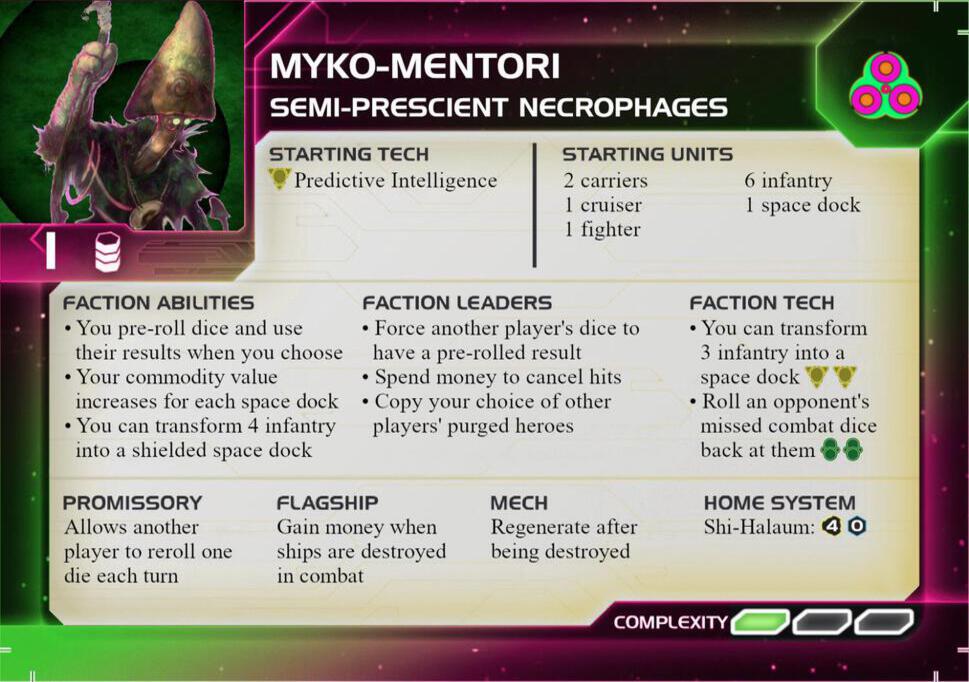 MYKO-MENTORI
SEMI-PRESCIENT NECROPHAGES
STARTING TECH
Predictive Intelligence
STARTING UNITS
2 carriers
1 cruiser
1 fighter
6 infantry
1 space dock
1
FACTION ABILITIES
• You pre-roll dice and use
their results when you choose
• Your commodity value
increases for each space dock
• You can transform 4 infantry
into a shielded space dock
FACTION LEADERS
• Force another player's dice to
have a pre-rolled result
• Spend money to cancel hits
• Copy your choice of other
players' purged heroes
FACTION TECH
• You can transform
3 infantry into a
space dock
• Roll an opponent's
missed combat dice
back at them
PROMISSORY
Allows another
player to reroll one
die each turn
FLAGSHIP
Gain money when
ships are destroyed
in combat
MECH
Regenerate after
being destroyed
HOME SYSTEM
Shi-Halaum: 4 0
COMPLEXITY